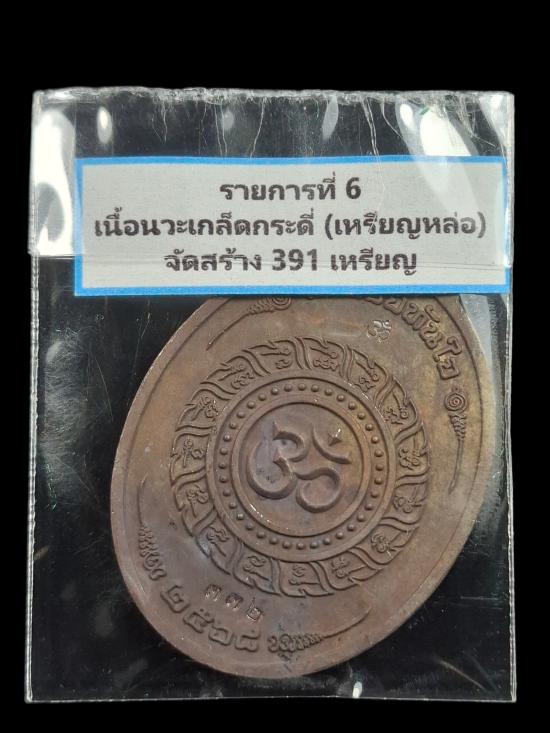 รายการที่ 6
เนื้อนวะเกล็ดกระดี่ (เหรียญหล่อ)
จัดสร้าง 391 เหรียญ
ॐ
ॐ
๓๓๒
๒๕๖๘